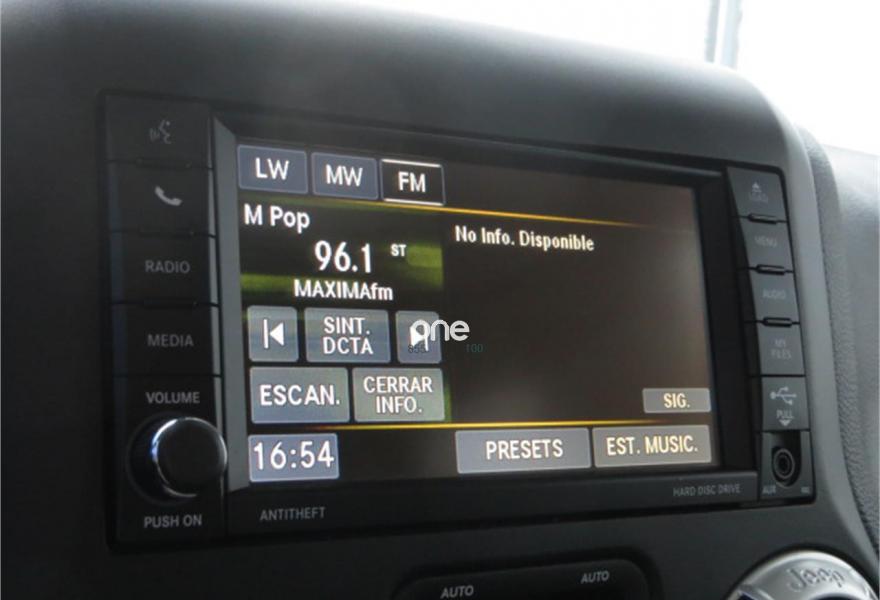 LW MW FM
M Pop
96.1 ST
MAXIMAfm
No Info. Disponible
SINT.
DCTA
one
100
ESCAN.
CERRAR
INFO.
SIG.
16:54
PRESETS
EST. MUSIC.
RADIO
MEDIA
VOLUME
PUSH ON
ANTITHEFT
HARD DISC DRIVE
LOAD
MENU
AUDIO
MY
FILES
PULL
AUX
AUTO
AUTO
Jeep